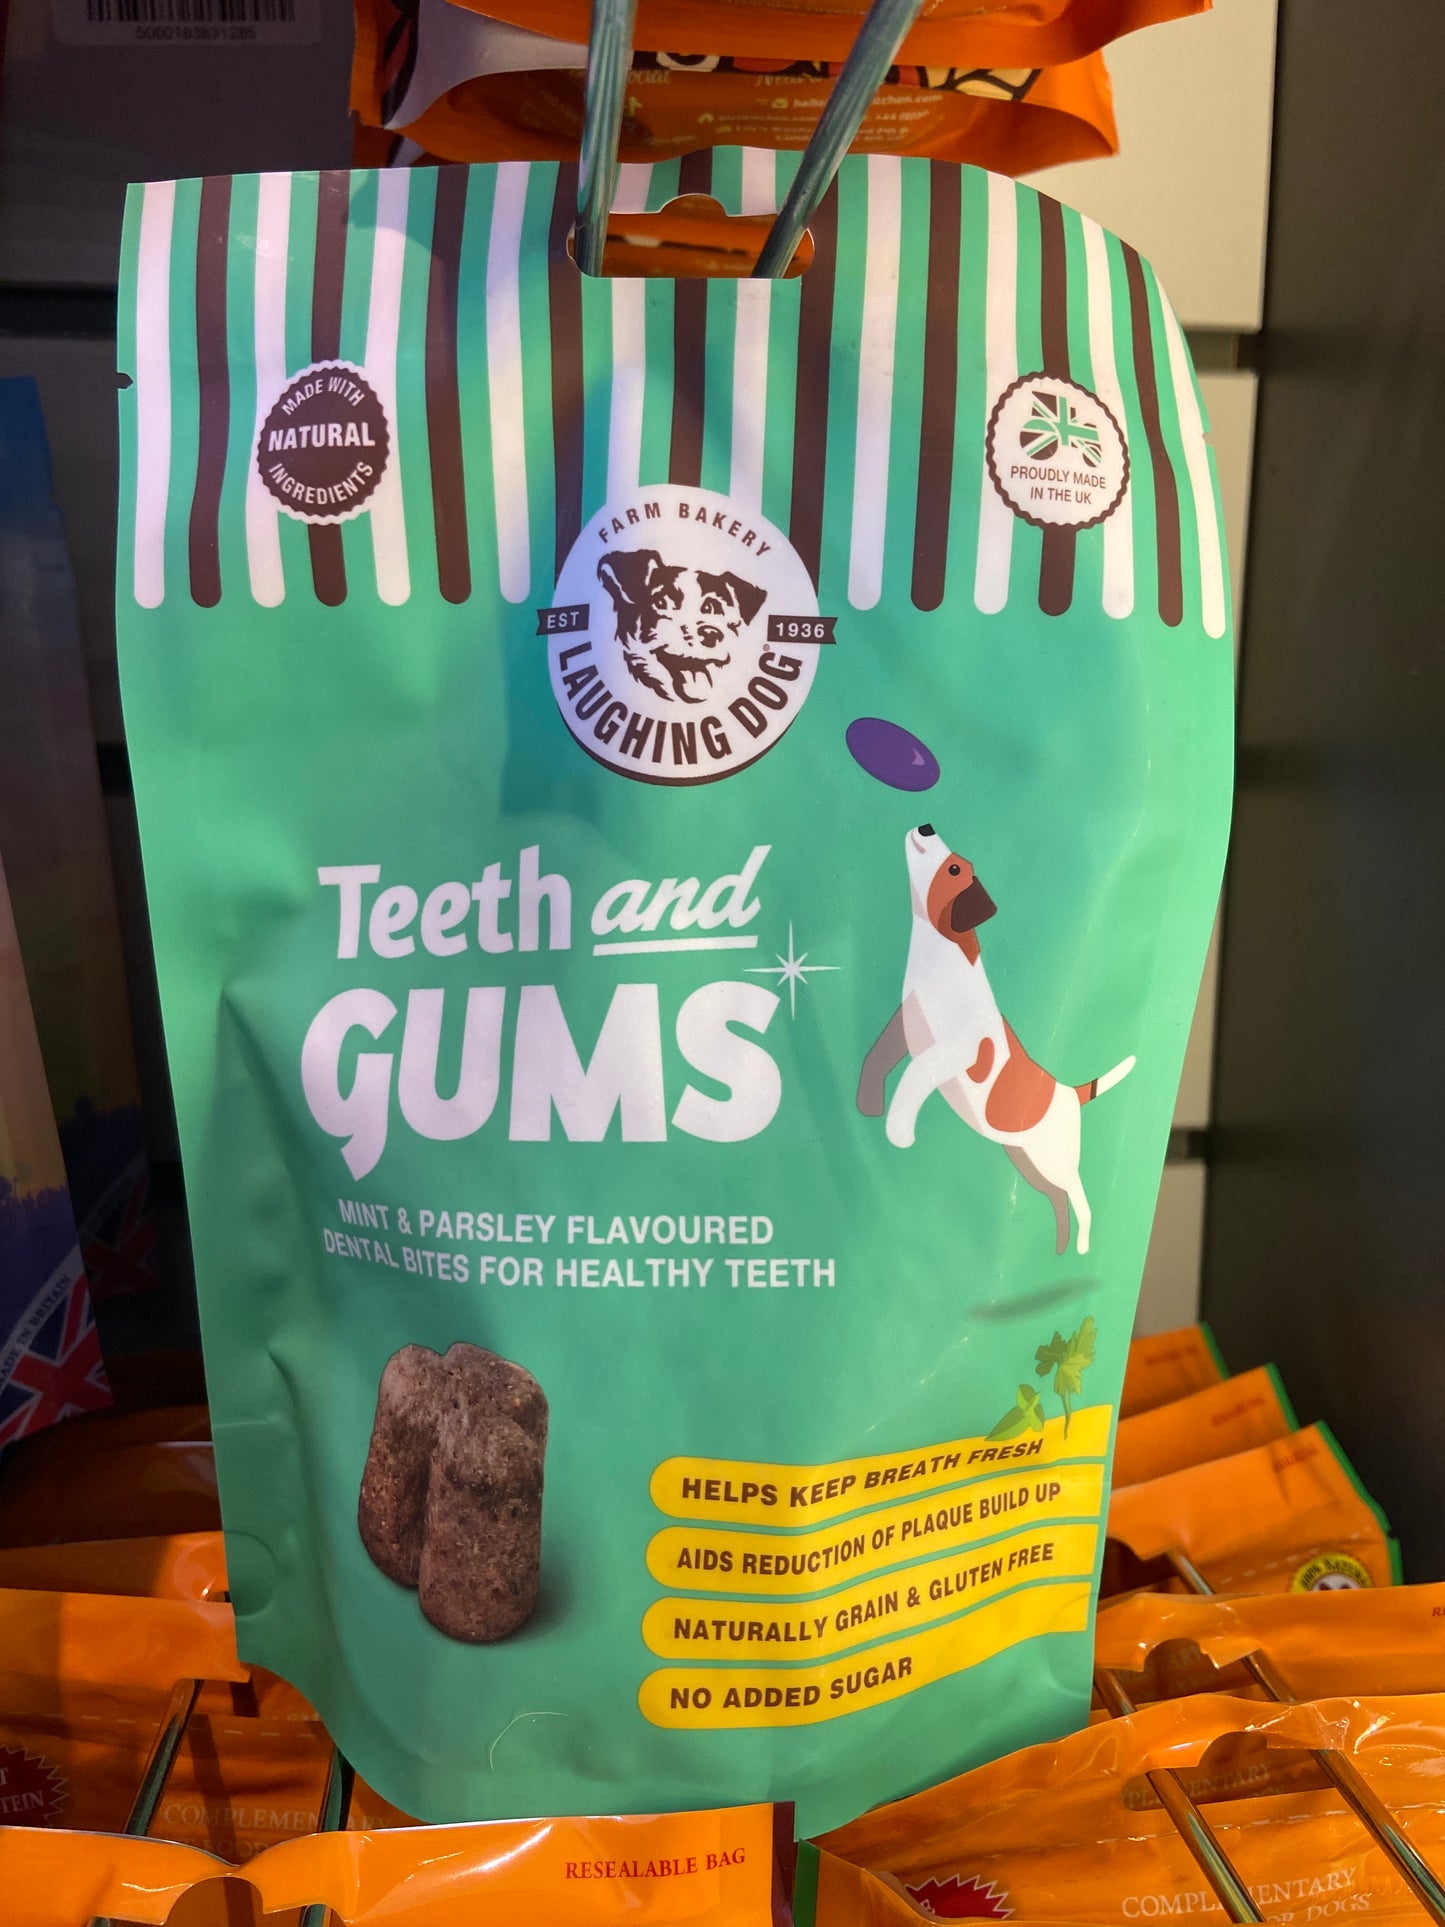 5060183831285
MADE WITH
NATURAL
INGREDIENTS
PROUDLY MADE
IN THE UK
FARM BAKERY
EST
1936
LAUGHING DOG
Teeth and
GUMS
MINT & PARSLEY FLAVOURED
DENTAL BITES FOR HEALTHY TEETH
HELPS KEEP BREATH FRESH
AIDS REDUCTION OF PLAQUE BUILD UP
NATURALLY GRAIN & GLUTEN FREE
NO ADDED SUGAR
RESEALABLE BAG